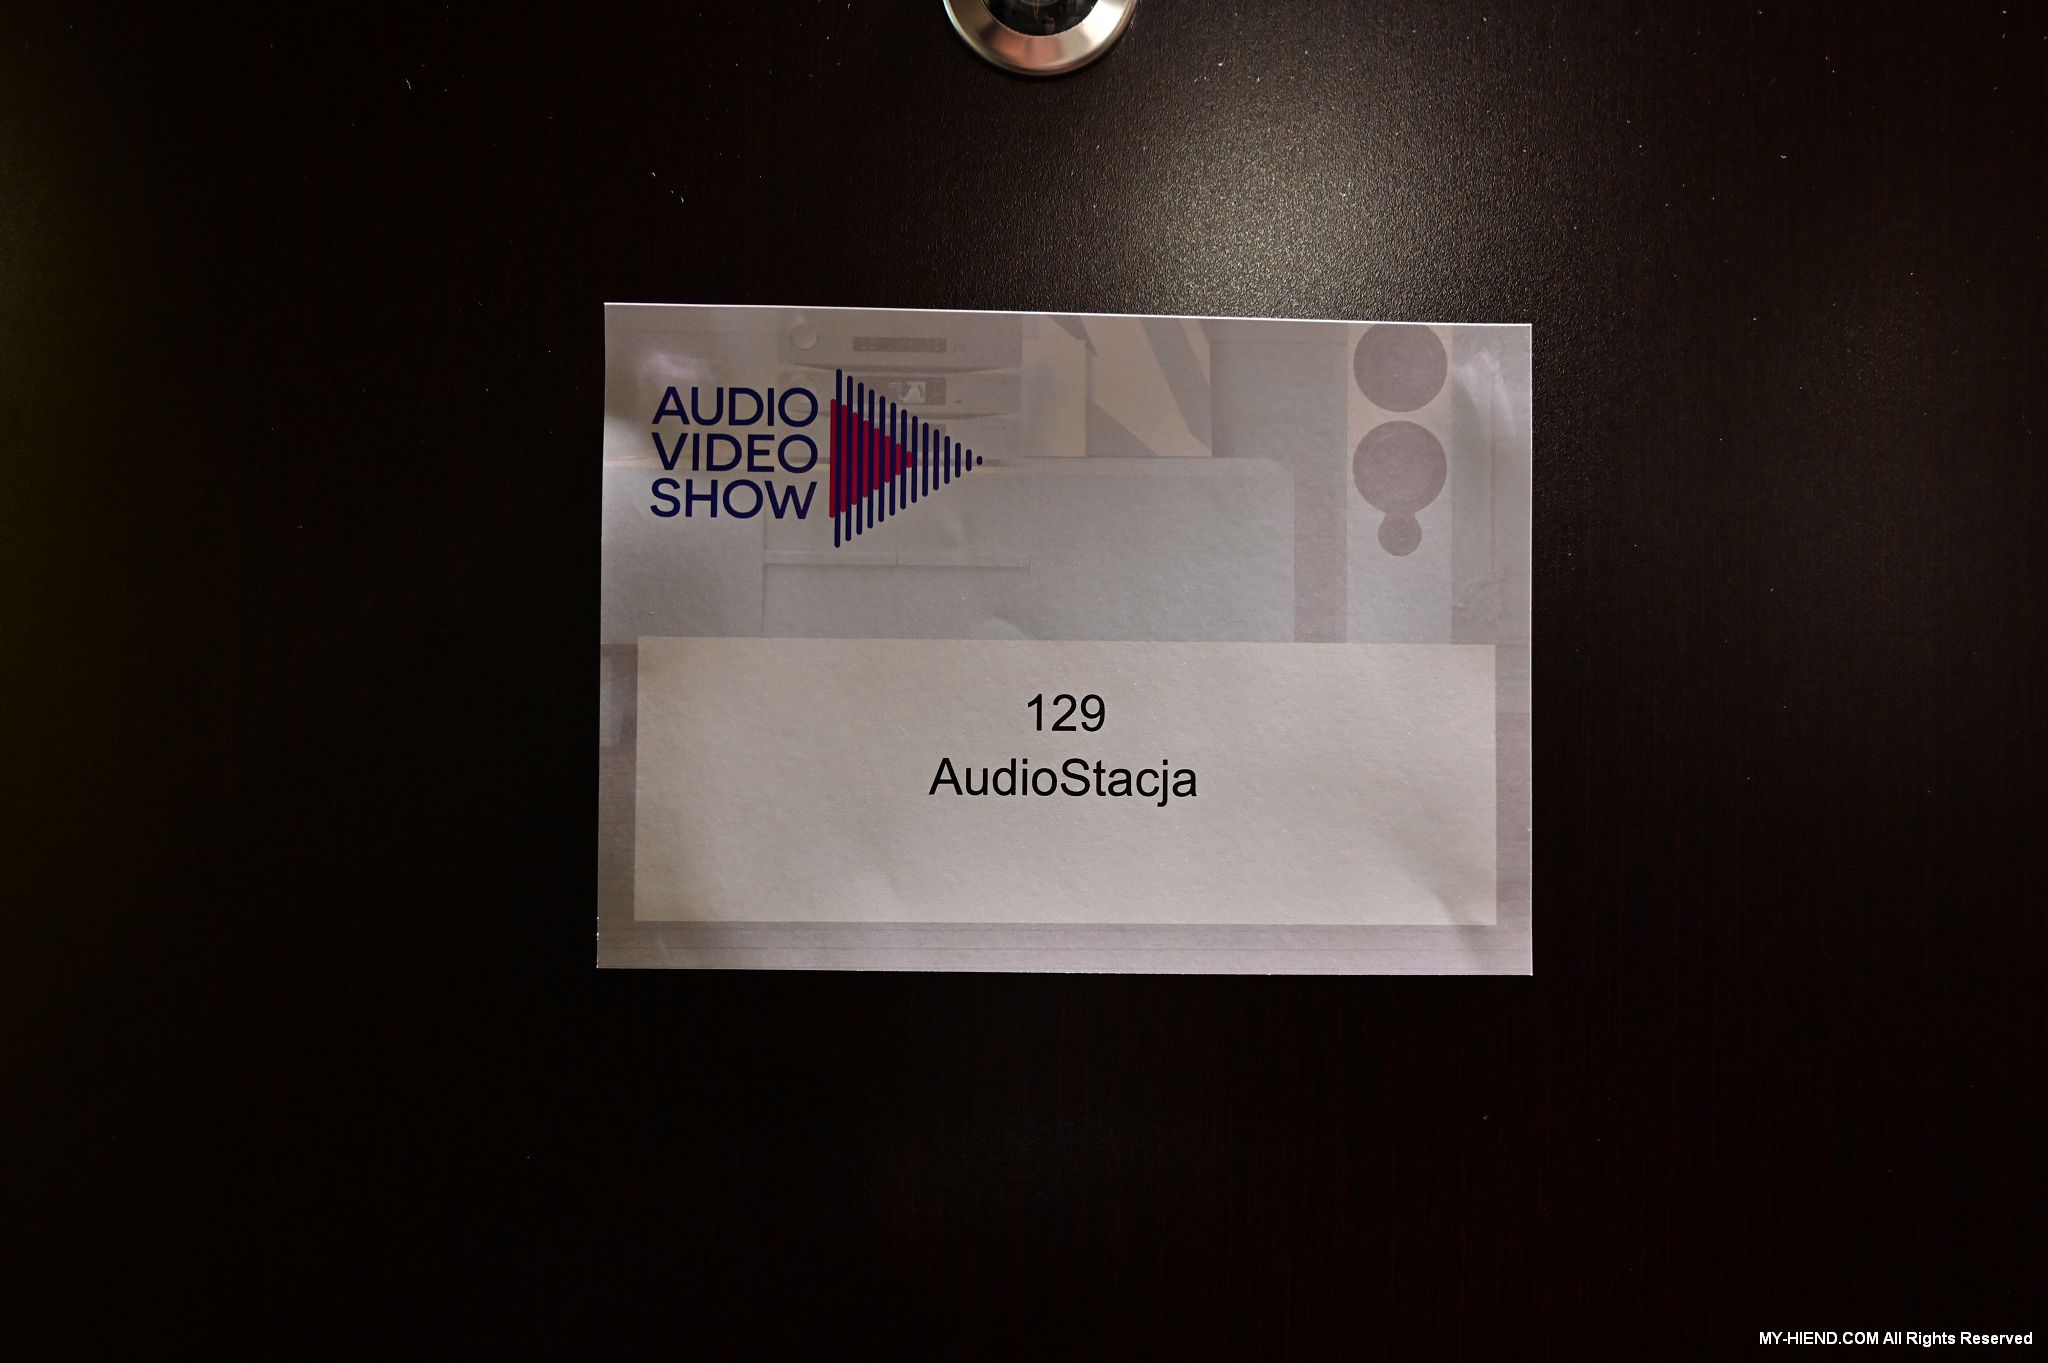 AUDIO
VIDEO
SHOW
129
AudioStacja
MY-HIEND.COM All Rights Reserved